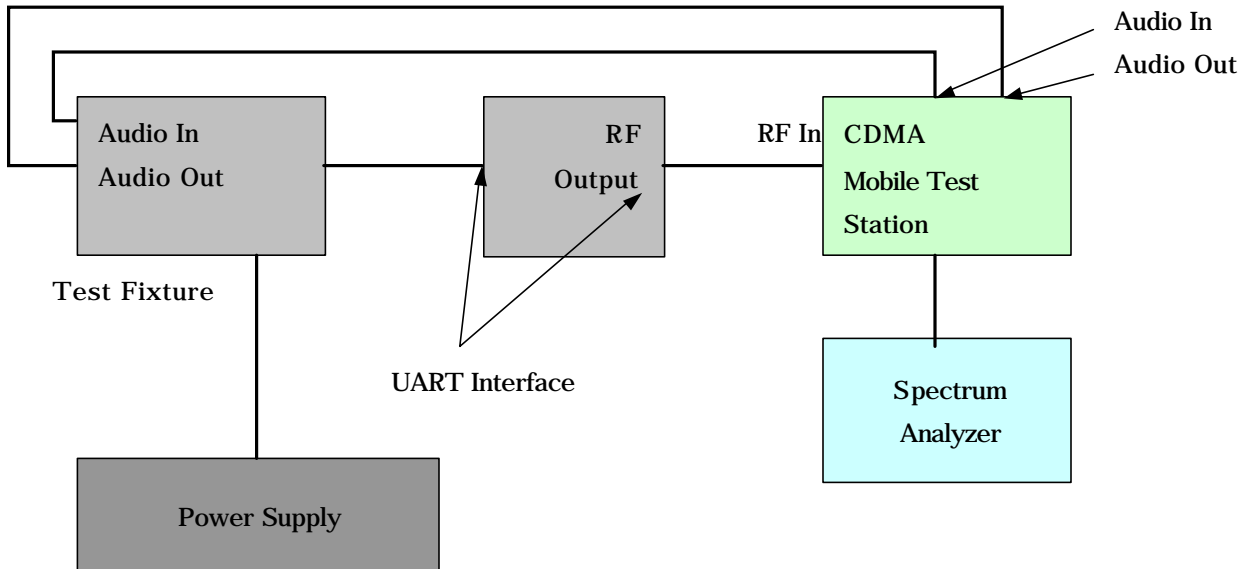 Audio In
Audio Out
Audio In
Audio Out
RF
Output
RF In
CDMA
Mobile Test
Station
Test Fixture
UART Interface
Spectrum
Analyzer
Power Supply